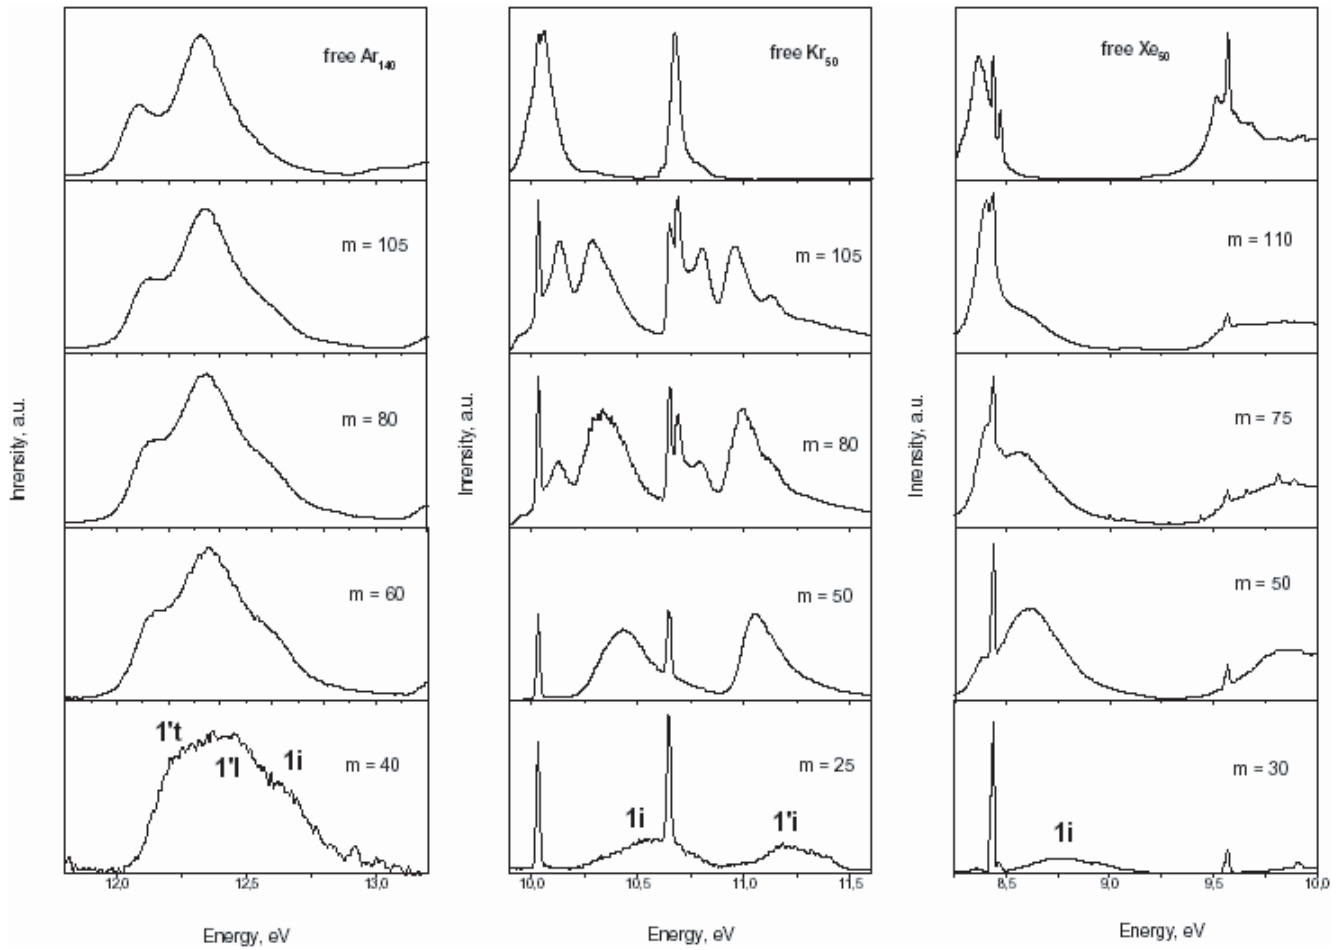 free Ar140
m = 105
m = 80
m = 60
1't
1'l
1i
m = 40
12,0 12,5 13,0
Energy, eV
Inrensity, a.u.
free Kr50
m = 105
m = 80
m = 50
m = 25
1i
1'i
10,0 10,5 11,0 11,5
Energy, eV
Inrensity, a.u.
free Xe50
m = 110
m = 75
m = 50
m = 30
1i
8,5 9,0 9,5 10,0
Energy, eV
Inrensity, a.u.